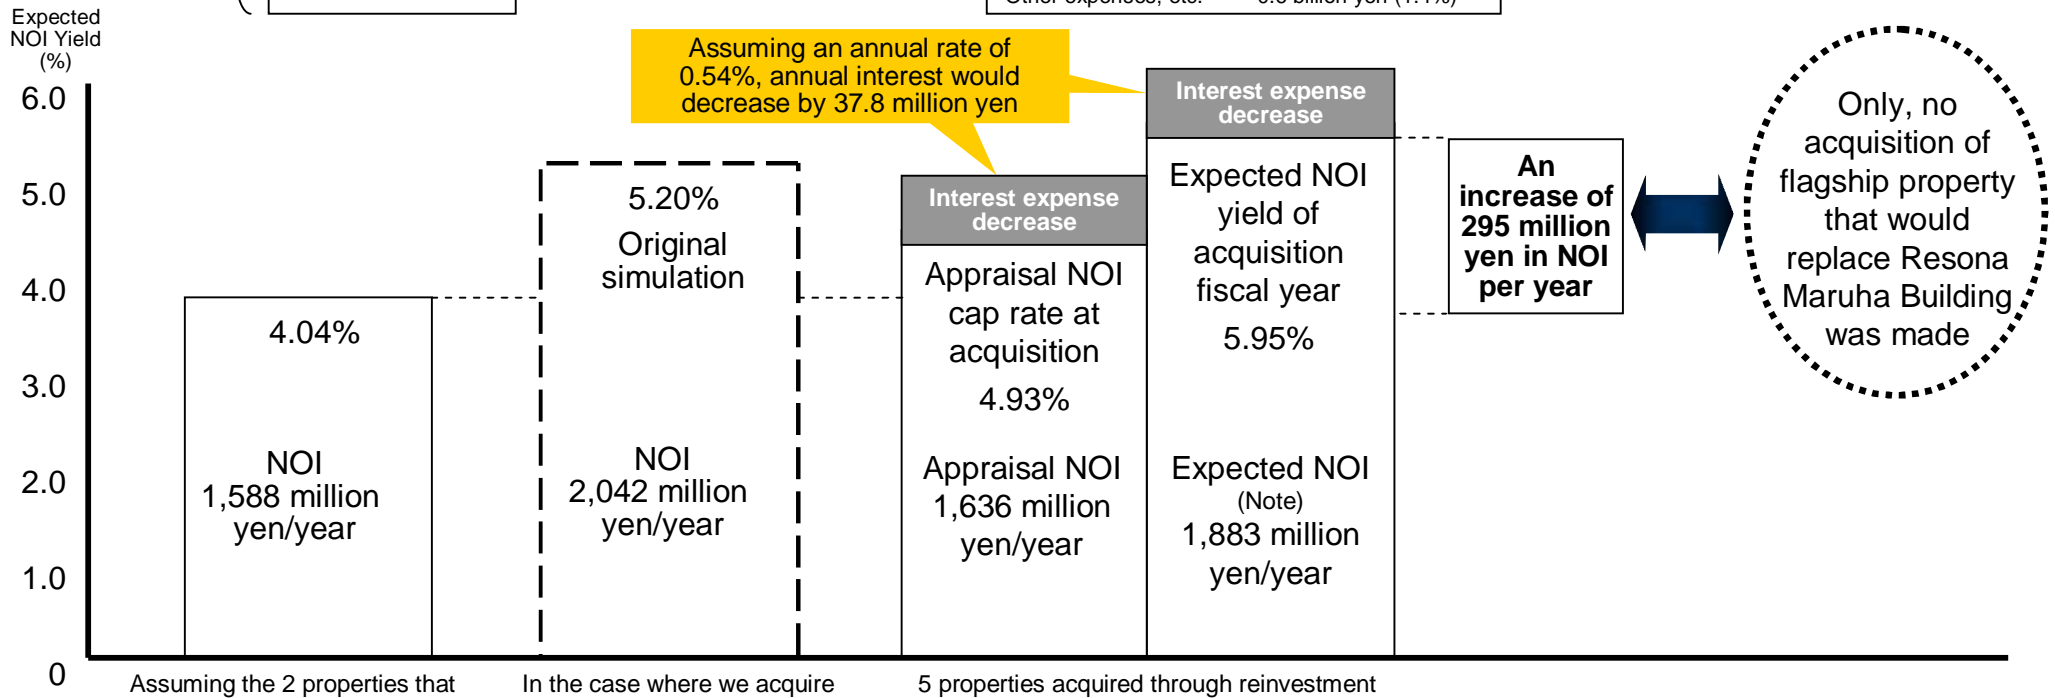 Expected
NOI Yield
(%)
6.0
5.0
4.0
3.0
2.0
1.0
0
Assuming an annual rate of
0.54%, annual interest would
decrease by 37.8 million yen
4.04%
NOI
1,588 million
yen/year
5.20%
Original
simulation
NOI
2,042 million
yen/year
Interest expense
decrease
Appraisal NOI
cap rate at
acquisition
4.93%
Appraisal NOI
1,636 million
yen/year
Interest expense
decrease
Expected NOI
yield of
acquisition
fiscal year
5.95%
Expected NOI
(Note)
1,883 million
yen/year
An
increase of
295 million
yen in NOI
per year
Only, no
acquisition of
flagship property
that would
replace Resona
Maruha Building
was made
Assuming the 2 properties that
In the case where we acquire
5 properties acquired through reinvestment